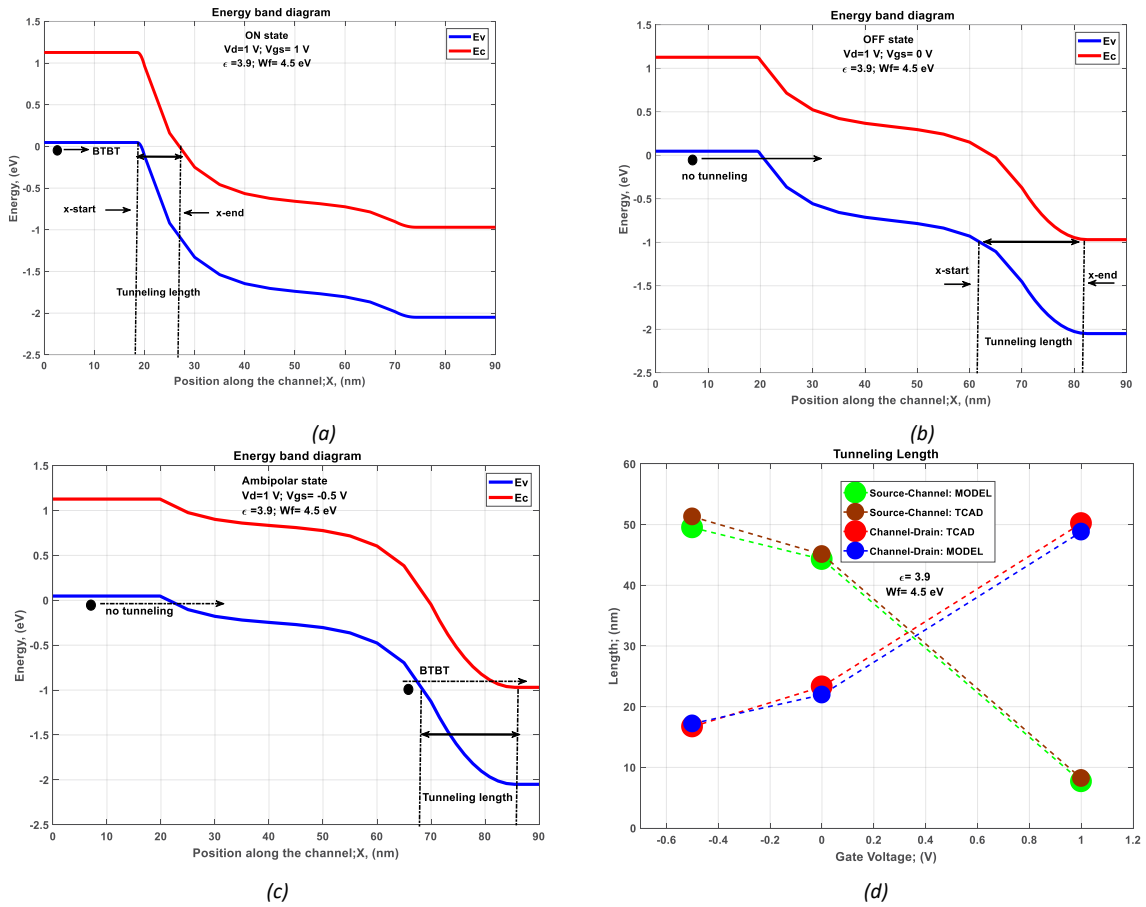 Energy band diagram
ON state
Vd=1 V; Vgs= 1 V
ϵ =3.9; Wf= 4.5 eV
Ev
Ec
BTBT
x-start
x-end
Tunneling length
1.5
1
0.5
0
-0.5
-1
-1.5
-2
-2.5
Energy, (eV)
0 10 20 30 40 50 60 70 80 90
Position along the channel;X, (nm)
(a)
Energy band diagram
OFF state
Vd=1 V; Vgs= 0 V
ϵ =3.9; Wf= 4.5 eV
Ev
Ec
no tunneling
x-start
x-end
Tunneling length
1.5
1
0.5
0
-0.5
-1
-1.5
-2
-2.5
Energy, (eV)
0 10 20 30 40 50 60 70 80 90
Position along the channel;X, (nm)
(b)
Energy band diagram
Ambipolar state
Vd=1 V; Vgs= -0.5 V
ϵ =3.9; Wf= 4.5 eV
Ev
Ec
no tunneling
BTBT
Tunneling length
1.5
1
0.5
0
-0.5
-1
-1.5
-2
-2.5
Energy, (eV)
0 10 20 30 40 50 60 70 80 90
Position along the channel;X, (nm)
(c)
Tunneling Length
Source-Channel: MODEL
Source-Channel: TCAD
Channel-Drain: TCAD
Channel-Drain: MODEL
ϵ= 3.9
Wf= 4.5 eV
60
50
40
30
20
10
0
Length; (nm)
-0.6 -0.4 -0.2 0 0.2 0.4 0.6 0.8 1 1.2
Gate Voltage; (V)
(d)